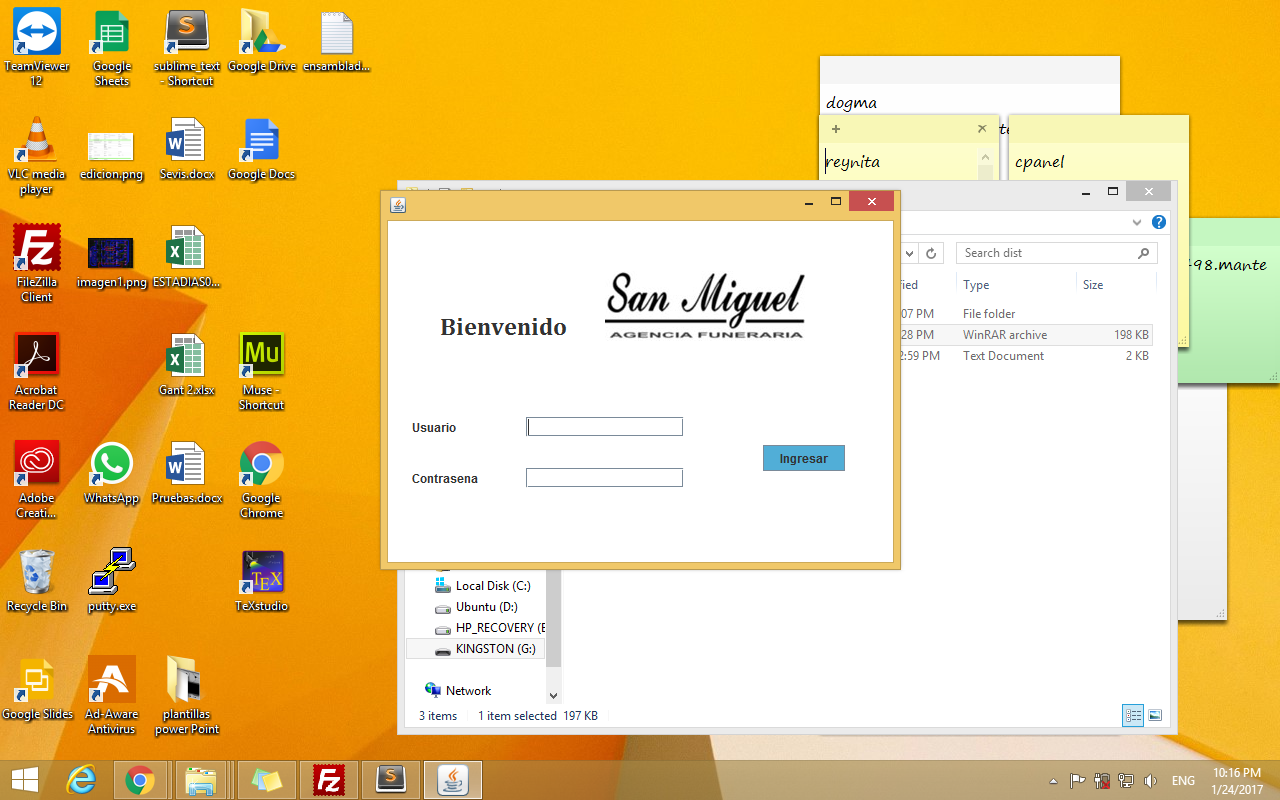 TeamViewer 12
Google Sheets
sublime_text - Shortcut
Google Drive
ensamblad...
VLC media player
edicion.png
Sevis.docx
Google Docs
FileZilla Client
imagen1.png
ESTADIAS0...
Acrobat Reader DC
Gant 2.xlsx
Muse - Shortcut
Adobe Creati...
WhatsApp
Pruebas.docx
Google Chrome
Recycle Bin
putty.exe
TeXstudio
Google Slides
Ad-Aware Antivirus
plantillas power Point
dogma
reynita
cpanel
-98.mante
Search dist
Type
Size
07 PM
File folder
28 PM
WinRAR archive
198 KB
2:59 PM
Text Document
2 KB
Bienvenido
San Miguel
AGENCIA FUNERARIA
Usuario
Contrasena
Ingresar
Local Disk (C:)
Ubuntu (D:)
HP_RECOVERY (E
KINGSTON (G:)
Network
3 items
1 item selected 197 KB
ENG
10:16 PM
1/24/2017